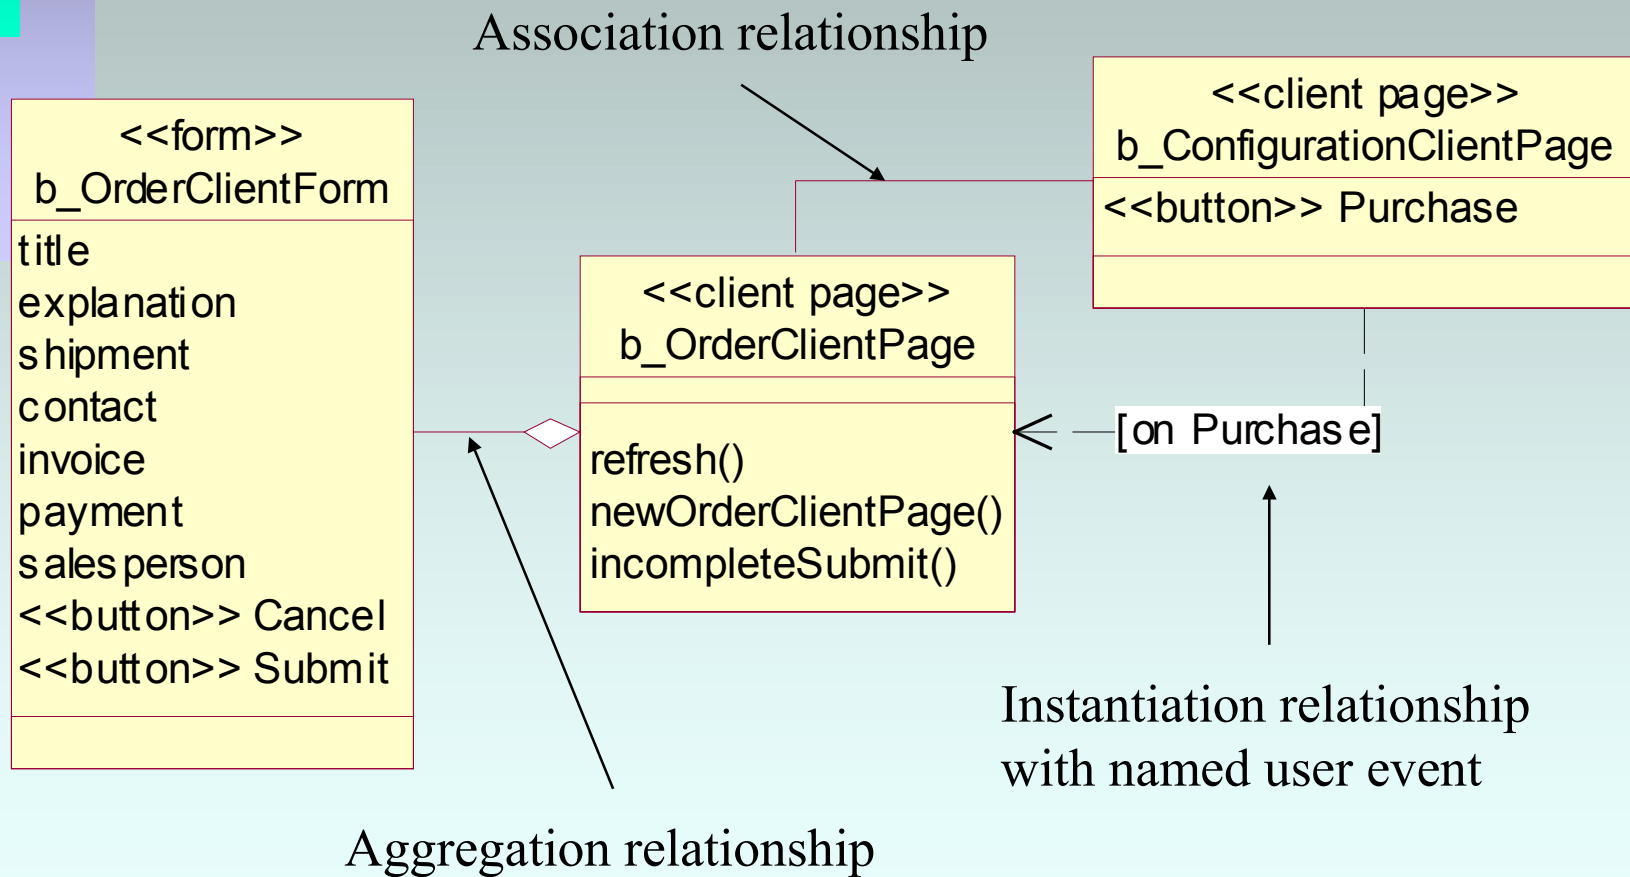 Association relationship
<<form>>
b_OrderClientForm
title
explanation
shipment
contact
invoice
payment
salesperson
<<button>> Cancel
<<button>> Submit
<<client page>>
b_OrderClientPage
refresh()
newOrderClientPage()
incompleteSubmit()
<<client page>>
b_ConfigurationClientPage
<<button>> Purchase
[on Purchase]
Instantiation relationship
with named user event
Aggregation relationship